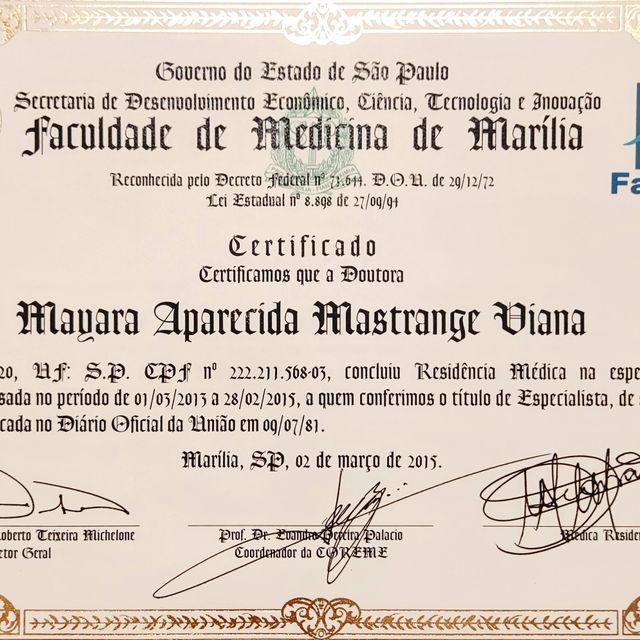 Governo do Estado de São Paulo
Secretaria de Desenvolvimento Econômico, Ciência, Tecnologia e Inovação
Faculdade de Medicina de Marília
Reconhecida pelo Decreto Federal nº 71.644. D.O.U. de 29/12/72
Lei Estadual nº 8.898 de 27/09/94
Fa
Certificado
Certificamos que a Doutora
Mayara Aparecida Mastrange Viana
20, UF: S.P. CPF nº 222.211.568-03, concluiu Residência Médica na espe
sada no período de 01/03/2013 a 28/02/2015, a quem conferimos o título de Especialista, de
cada no Diário Oficial da União em 09/07/81.
Marília, SP, 02 de março de 2015.
oberto Teixeira Michelone
etor Geral
Prof. Dr. Evandro Pereira Palacio
Coordenador da COREME
Médica Reside